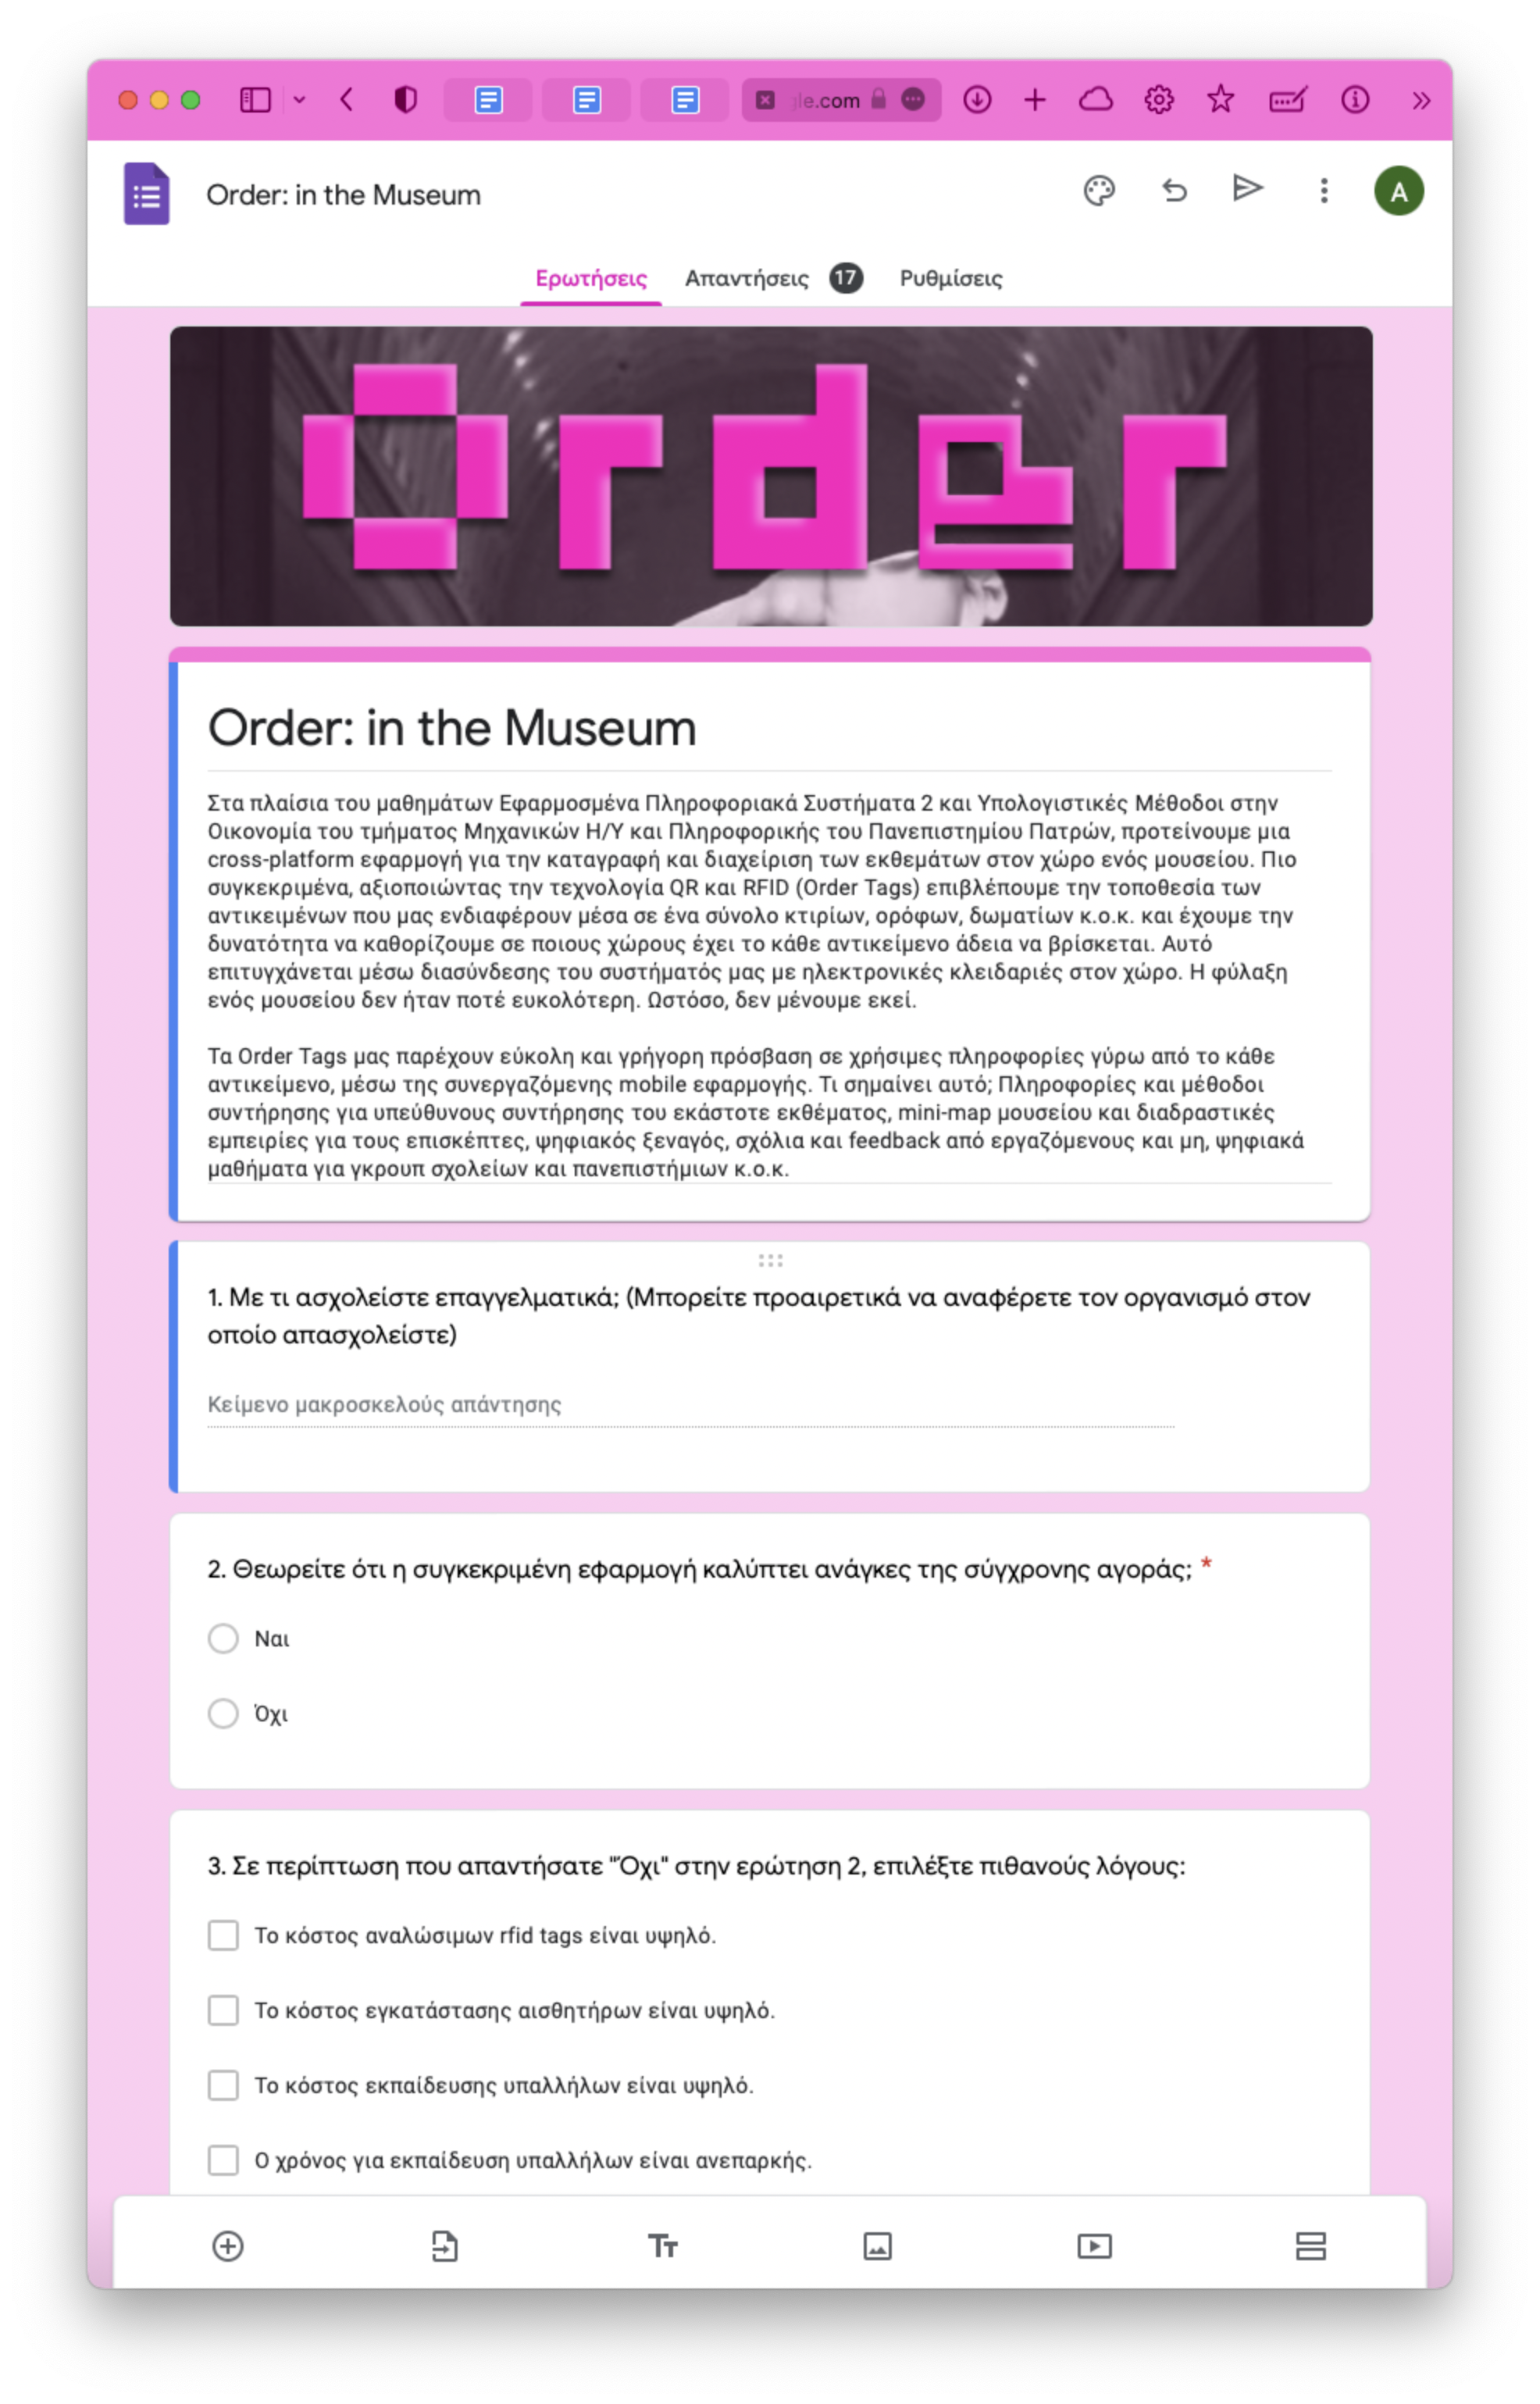 le.com
Order: in the Museum
A
Ερωτήσεις
Απαντήσεις 17
Ρυθμίσεις
Order
Order: in the Museum
Στα πλαίσια του μαθημάτων Εφαρμοσμένα Πληροφοριακά Συστήματα 2 και Υπολογιστικές Μέθοδοι στην
Οικονομία του τμήματος Μηχανικών Η/Υ και Πληροφορικής του Πανεπιστημίου Πατρών, προτείνουμε μια
cross-platform εφαρμογή για την καταγραφή και διαχείριση των εκθεμάτων στον χώρο ενός μουσείου. Πιο
συγκεκριμένα, αξιοποιώντας την τεχνολογία QR και RFID (Order Tags) επιβλέπουμε την τοποθεσία των
αντικειμένων που μας ενδιαφέρουν μέσα σε ένα σύνολο κτιρίων, ορόφων, δωματίων κ.ο.κ. και έχουμε την
δυνατότητα να καθορίζουμε σε ποιους χώρους έχει το κάθε αντικείμενο άδεια να βρίσκεται. Αυτό
επιτυγχάνεται μέσω διασύνδεσης του συστήματός μας με ηλεκτρονικές κλειδαριές στον χώρο. Η φύλαξη
ενός μουσείου δεν ήταν ποτέ ευκολότερη. Ωστόσο, δεν μένουμε εκεί.
Τα Order Tags μας παρέχουν εύκολη και γρήγορη πρόσβαση σε χρήσιμες πληροφορίες γύρω από το κάθε
αντικείμενο, μέσω της συνεργαζόμενης mobile εφαρμογής. Τι σημαίνει αυτό; Πληροφορίες και μέθοδοι
συντήρησης για υπεύθυνους συντήρησης του εκάστοτε εκθέματος, mini-map μουσείου και διαδραστικές
εμπειρίες για τους επισκέπτες, ψηφιακός ξεναγός, σχόλια και feedback από εργαζόμενους και μη, ψηφιακά
μαθήματα για γκρουπ σχολείων και πανεπιστήμιων κ.ο.κ.
1. Με τι ασχολείστε επαγγελματικά; (Μπορείτε προαιρετικά να αναφέρετε τον οργανισμό στον
οποίο απασχολείστε)
Κείμενο μακροσκελούς απάντησης
2. Θεωρείτε ότι η συγκεκριμένη εφαρμογή καλύπτει ανάγκες της σύγχρονης αγοράς; *
Ναι
Όχι
3. Σε περίπτωση που απαντήσατε "Όχι" στην ερώτηση 2, επιλέξτε πιθανούς λόγους:
Το κόστος αναλώσιμων rfid tags είναι υψηλό.
Το κόστος εγκατάστασης αισθητήρων είναι υψηλό.
Το κόστος εκπαίδευσης υπαλλήλων είναι υψηλό.
Ο χρόνος για εκπαίδευση υπαλλήλων είναι ανεπαρκής.
Tт